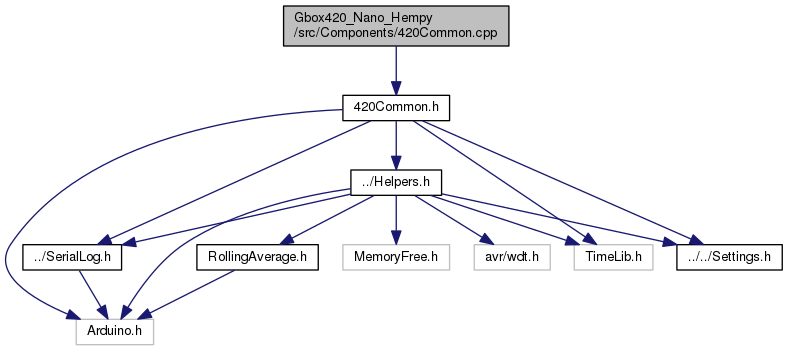 Gbox420_Nano_Hempy
/src/Components/420Common.cpp
420Common.h
../Helpers.h
../SerialLog.h
RollingAverage.h
MemoryFree.h
avr/wdt.h
TimeLib.h
../../Settings.h
Arduino.h